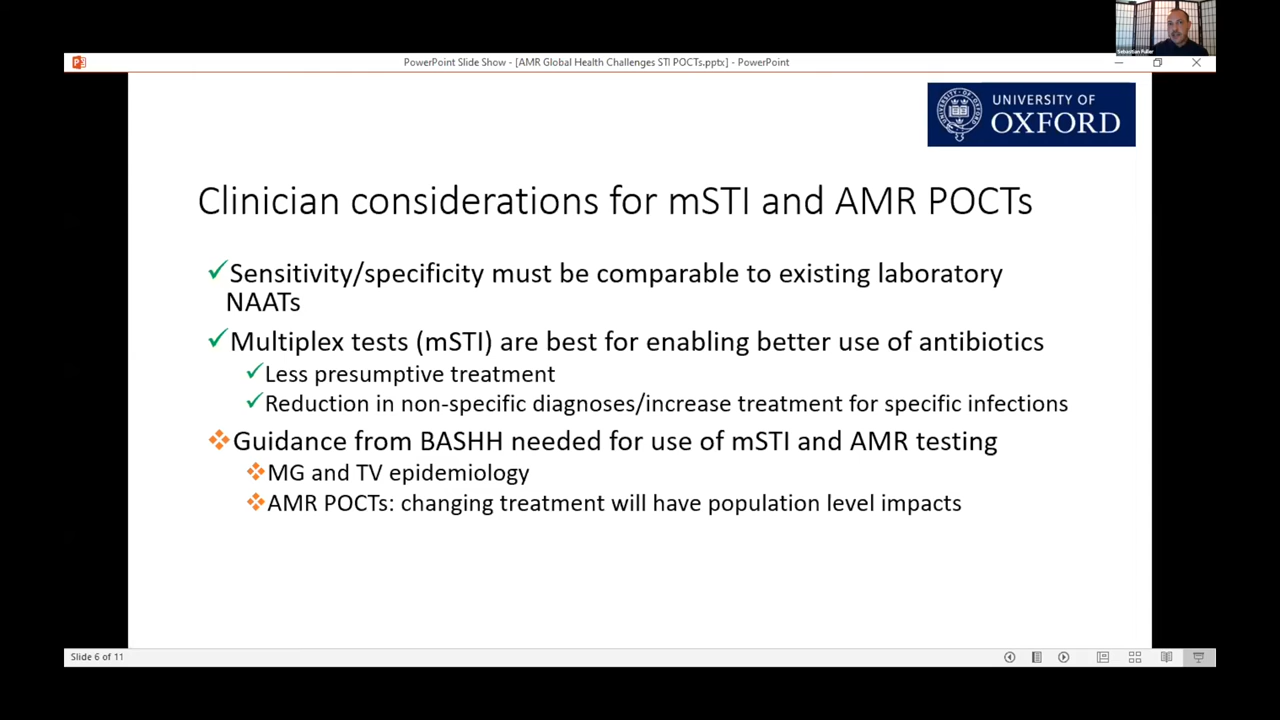 Sebastian Fuller
PowerPoint Slide Show - [AMR Global Health Challenges STI POCTs.pptx] - PowerPoint
UNIVERSITY OF
OXFORD
Clinician considerations for mSTI and AMR POCTs
Sensitivity/specificity must be comparable to existing laboratory
NAATs
Multiplex tests (mSTI) are best for enabling better use of antibiotics
Less presumptive treatment
Reduction in non-specific diagnoses/increase treatment for specific infections
Guidance from BASHH needed for use of mSTI and AMR testing
MG and TV epidemiology
AMR POCTs: changing treatment will have population level impacts
Slide 6 of 11